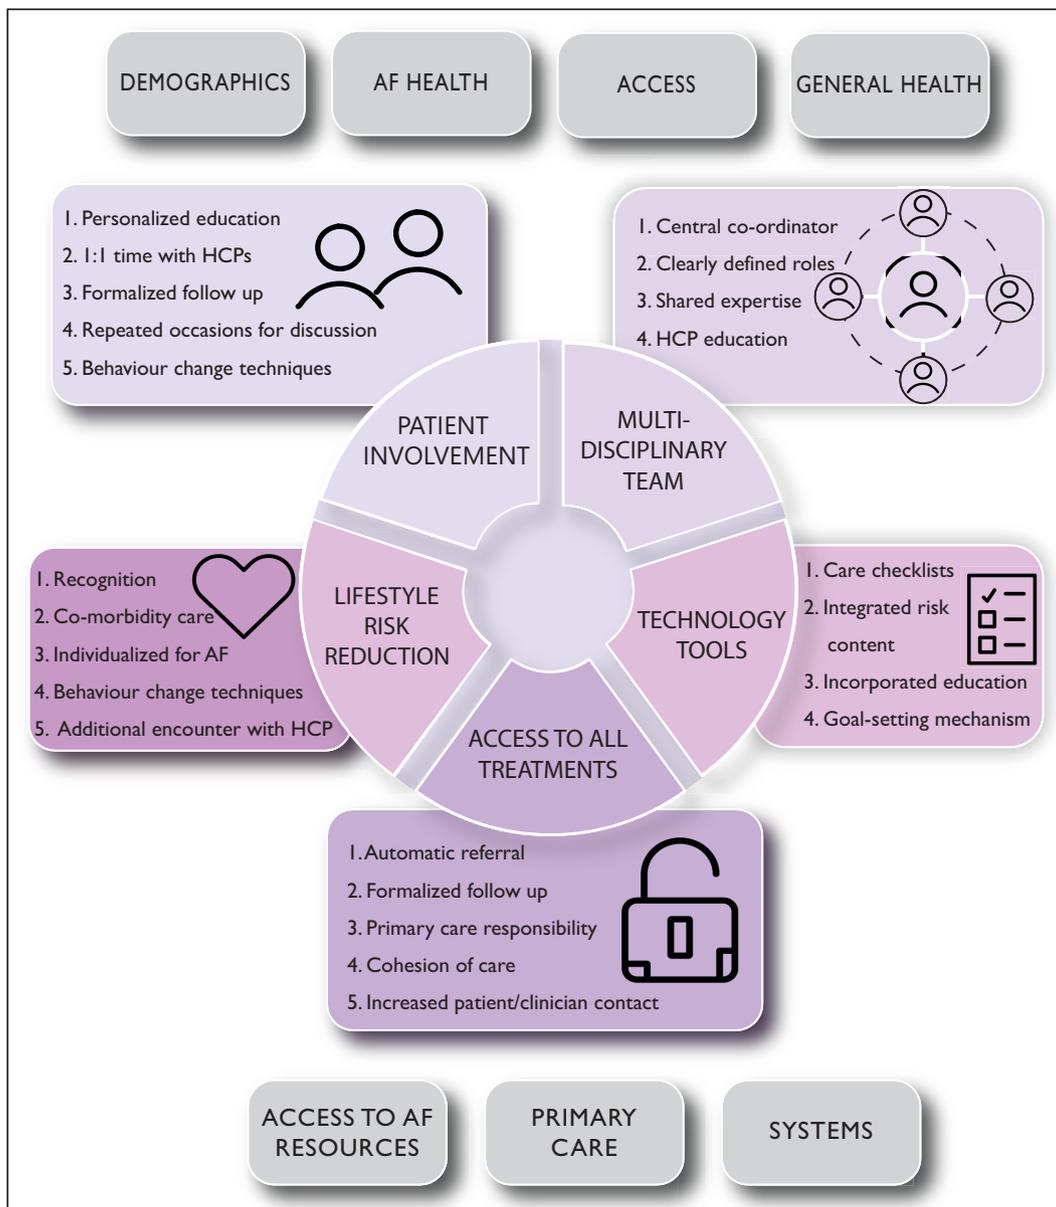 DEMOGRAPHICS
AF HEALTH
ACCESS
GENERAL HEALTH
1. Personalized education
2. 1:1 time with HCPs
3. Formalized follow up
4. Repeated occasions for discussion
5. Behaviour change techniques
1. Central co-ordinator
2. Clearly defined roles
3. Shared expertise
4. HCP education
PATIENT
INVOLVEMENT
MULTI-
DISCIPLINARY
TEAM
1. Recognition
2. Co-morbidity care
3. Individualized for AF
4. Behaviour change techniques
5. Additional encounter with HCP
LIFESTYLE
RISK
REDUCTION
TECHNOLOGY
TOOLS
1. Care checklists
2. Integrated risk
content
3. Incorporated education
4. Goal-setting mechanism
ACCESS TO ALL
TREATMENTS
1. Automatic referral
2. Formalized follow up
3. Primary care responsibility
4. Cohesion of care
5. Increased patient/clinician contact
ACCESS TO AF
RESOURCES
PRIMARY
CARE
SYSTEMS